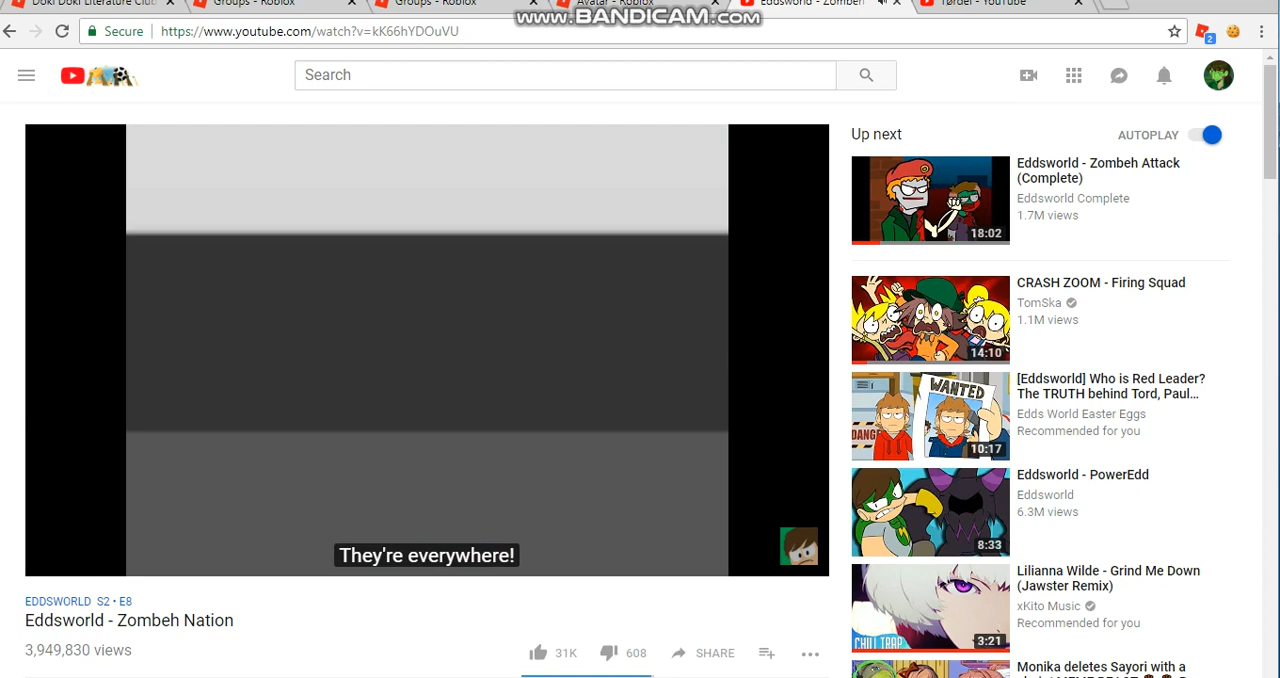 Doki Doki Literature Club
Groups - Roblox
Groups - Roblox
Avatar - Roblox
Eddsworld - Zombeh
Tørdel - YouTube
www.BANDICAM.com
Secure
https://www.youtube.com/watch?v=kK66hYDOuVU
2
Search
They're everywhere!
EDDSWORLD S2 • E8
Eddsworld - Zombeh Nation
3,949,830 views
31K
608
SHARE
Up next
AUTOPLAY
18:02
Eddsworld - Zombeh Attack
(Complete)
Eddsworld Complete
1.7M views
14:10
CRASH ZOOM - Firing Squad
TomSka
1.1M views
WANTED
DANGER
10:17
[Eddsworld] Who is Red Leader?
The TRUTH behind Tord, Paul...
Edds World Easter Eggs
Recommended for you
8:33
Eddsworld - PowerEdd
Eddsworld
6.3M views
CHILL TRAP
3:21
Lilianna Wilde - Grind Me Down
(Jawster Remix)
xKito Music
Recommended for you
Monika deletes Sayori with a